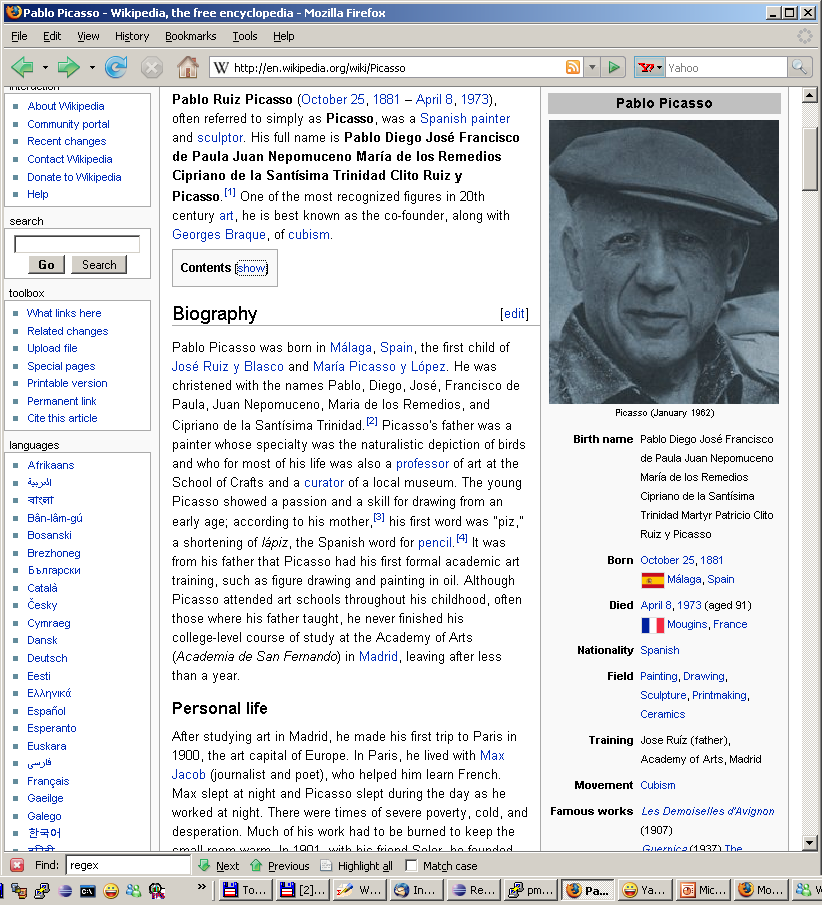 Pablo Picasso - Wikipedia, the free encyclopedia - Mozilla Firefox
File Edit View History Bookmarks Tools Help
W http://en.wikipedia.org/wiki/Picasso Y! Yahoo
interaction
About Wikipedia
Community portal
Recent changes
Contact Wikipedia
Donate to Wikipedia
Help
search
Go Search
toolbox
What links here
Related changes
Upload file
Special pages
Printable version
Permanent link
Cite this article
languages
Afrikaans
العربية
বাংলা
Bân-lâm-gú
Bosanski
Brezhoneg
Български
Català
Česky
Cymraeg
Dansk
Deutsch
Eesti
Ελληνικά
Español
Esperanto
Euskara
فارسی
Français
Gaeilge
Galego
한국어
Pablo Ruiz Picasso (October 25, 1881 – April 8, 1973),
often referred to simply as Picasso, was a Spanish painter
and sculptor. His full name is Pablo Diego José Francisco
de Paula Juan Nepomuceno María de los Remedios
Cipriano de la Santísima Trinidad Clito Ruiz y
Picasso.[1] One of the most recognized figures in 20th
century art, he is best known as the co-founder, along with
Georges Braque, of cubism.
Contents [show]
Biography [edit]
Pablo Picasso was born in Málaga, Spain, the first child of
José Ruiz y Blasco and María Picasso y López. He was
christened with the names Pablo, Diego, José, Francisco de
Paula, Juan Nepomuceno, Maria de los Remedios, and
Cipriano de la Santísima Trinidad.[2] Picasso's father was a
painter whose specialty was the naturalistic depiction of birds
and who for most of his life was also a professor of art at the
School of Crafts and a curator of a local museum. The young
Picasso showed a passion and a skill for drawing from an
early age; according to his mother,[3] his first word was "piz,"
a shortening of lápiz, the Spanish word for pencil.[4] It was
from his father that Picasso had his first formal academic art
training, such as figure drawing and painting in oil. Although
Picasso attended art schools throughout his childhood, often
those where his father taught, he never finished his
college-level course of study at the Academy of Arts
(Academia de San Fernando) in Madrid, leaving after less
than a year.
Personal life
After studying art in Madrid, he made his first trip to Paris in
1900, the art capital of Europe. In Paris, he lived with Max
Jacob (journalist and poet), who helped him learn French.
Max slept at night and Picasso slept during the day as he
worked at night. There were times of severe poverty, cold, and
desperation. Much of his work had to be burned to keep the
small room warm. In 1901, with his friend Soler, he founded
Pablo Picasso
Picasso (January 1962)
Birth name Pablo Diego José Francisco
de Paula Juan Nepomuceno
María de los Remedios
Cipriano de la Santísima
Trinidad Martyr Patricio Clito
Ruiz y Picasso
Born October 25, 1881
Málaga, Spain
Died April 8, 1973 (aged 91)
Mougins, France
Nationality Spanish
Field Painting, Drawing,
Sculpture, Printmaking,
Ceramics
Training Jose Ruíz (father),
Academy of Arts, Madrid
Movement Cubism
Famous works Les Demoiselles d'Avignon
(1907)
Guernica (1937) The
Find: regex Next Previous Highlight all Match case
» To... [2]... W... In... Re... pm... Pa... Ya... Mic... Mo... W